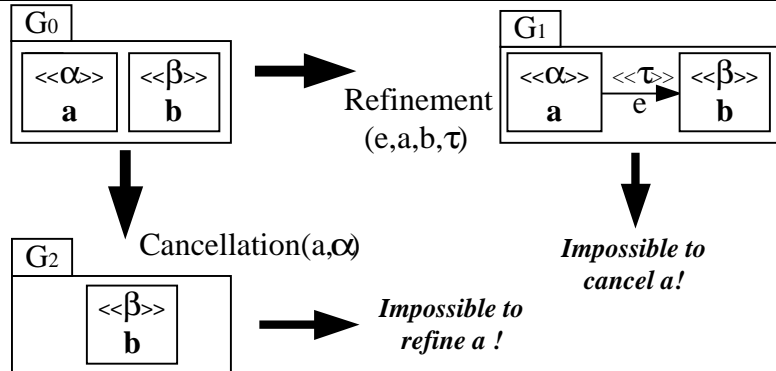 G0
<<α>>
a
<<β>>
b
Refinement
(e,a,b,τ)
G1
<<α>>
a
<<τ>>
e
<<β>>
b
Cancellation(a,α)
Impossible to
cancel a!
G2
<<β>>
b
Impossible to
refine a !